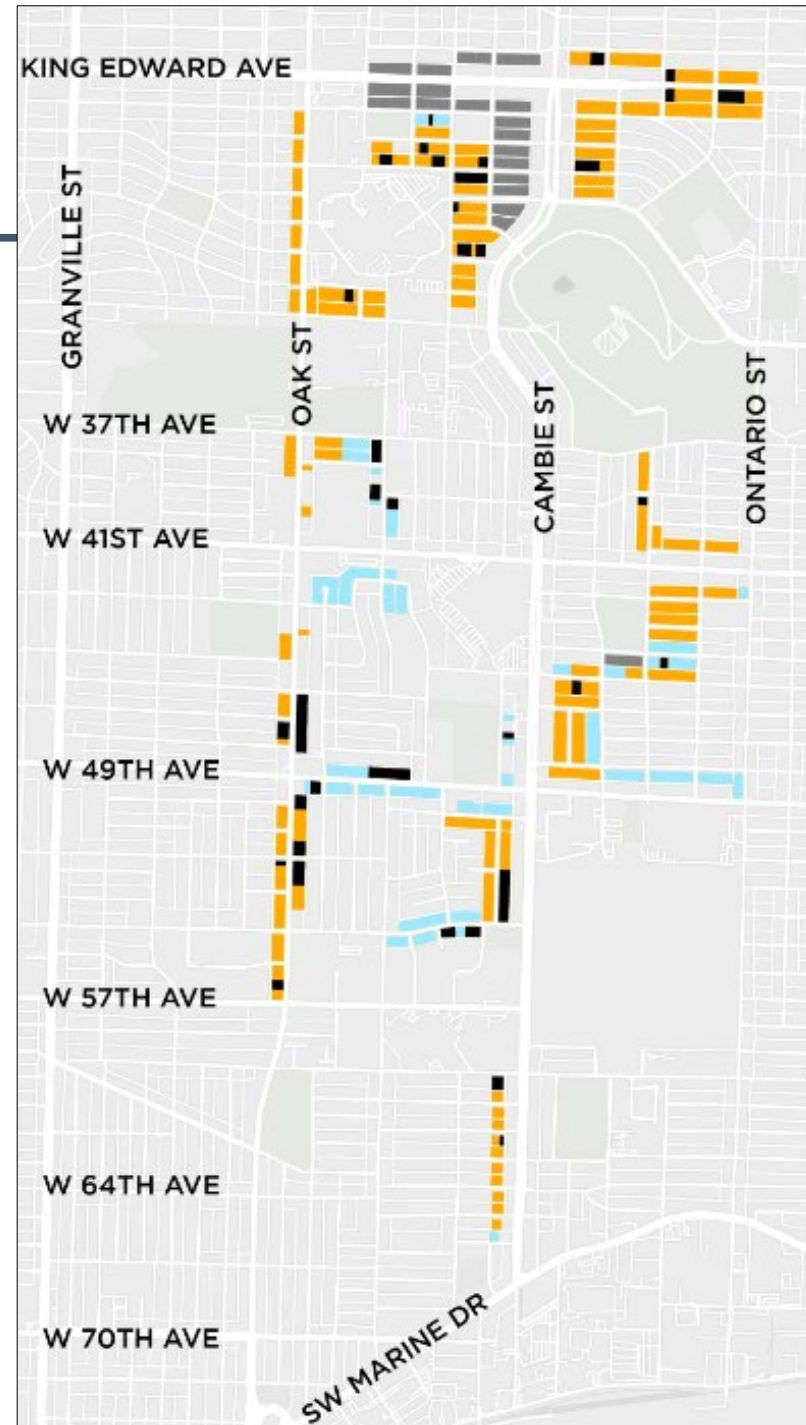 KING EDWARD AVE
GRANVILLE ST
OAK ST
W 37TH AVE
CAMBIE ST
ONTARIO ST
W 41ST AVE
W 49TH AVE
W 57TH AVE
W 64TH AVE
SW MARINE DR
W 70TH AVE